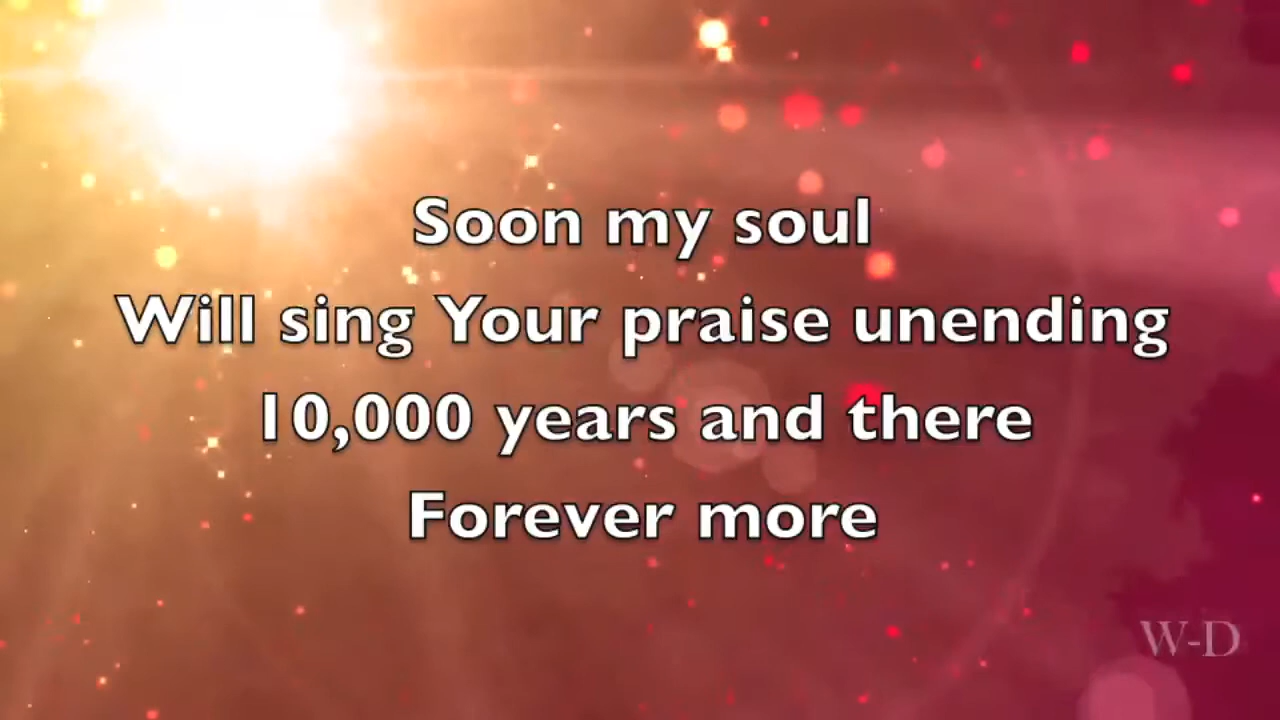 Soon my soul
Will sing Your praise unending
10,000 years and there
Forever more
W-D